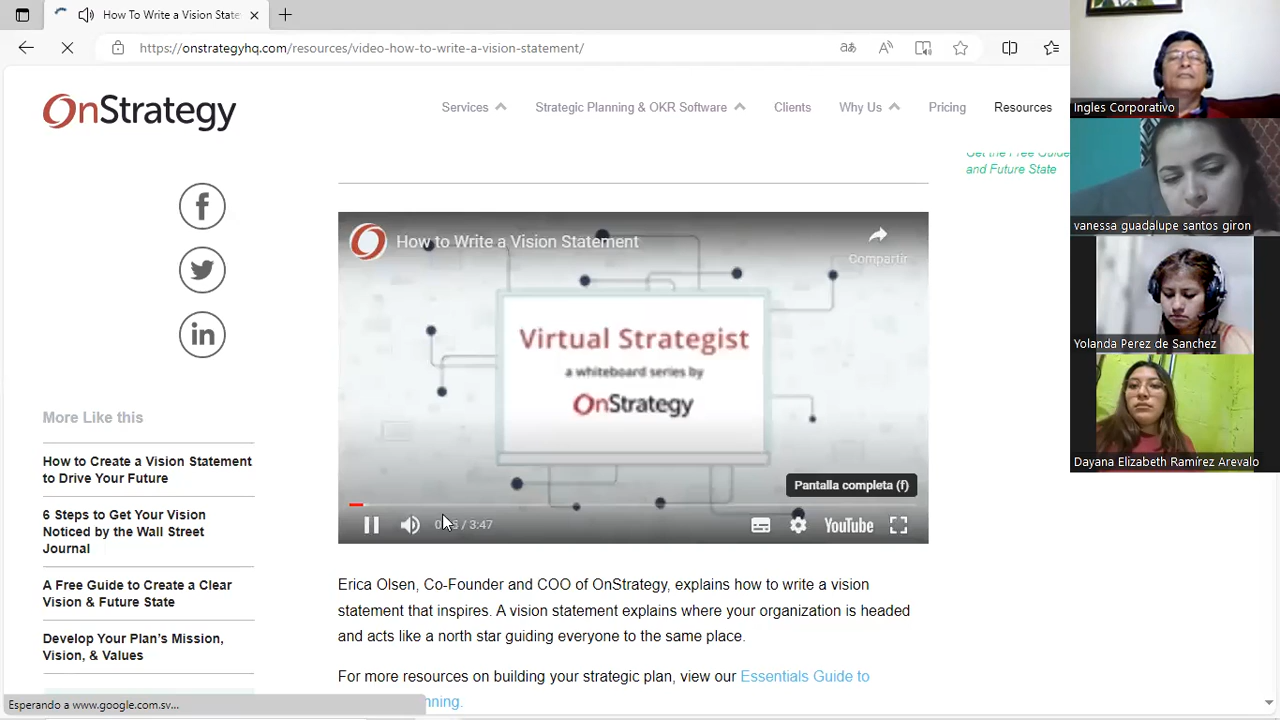 How To Write a Vision State
https://onstrategyhq.com/resources/video-how-to-write-a-vision-statement/
OnStrategy
Services
Strategic Planning & OKR Software
Clients
Why Us
Pricing
Resources
Get the Free Guide
and Future State
How to Write a Vision Statement
Compartir
Virtual Strategist
a whiteboard series by
OnStrategy
Pantalla completa (f)
/ 3:47
YouTube
More Like this
How to Create a Vision Statement
to Drive Your Future
6 Steps to Get Your Vision
Noticed by the Wall Street
Journal
A Free Guide to Create a Clear
Vision & Future State
Develop Your Plan's Mission,
Vision, & Values
Erica Olsen, Co-Founder and COO of OnStrategy, explains how to write a vision
statement that inspires. A vision statement explains where your organization is headed
and acts like a north star guiding everyone to the same place.
For more resources on building your strategic plan, view our Essentials Guide to
nning.
Esperando a www.google.com.sv...
Ingles Corporativo
vanessa guadalupe santos giron
Yolanda Perez de Sanchez
Dayana Elizabeth Ramírez Arevalo